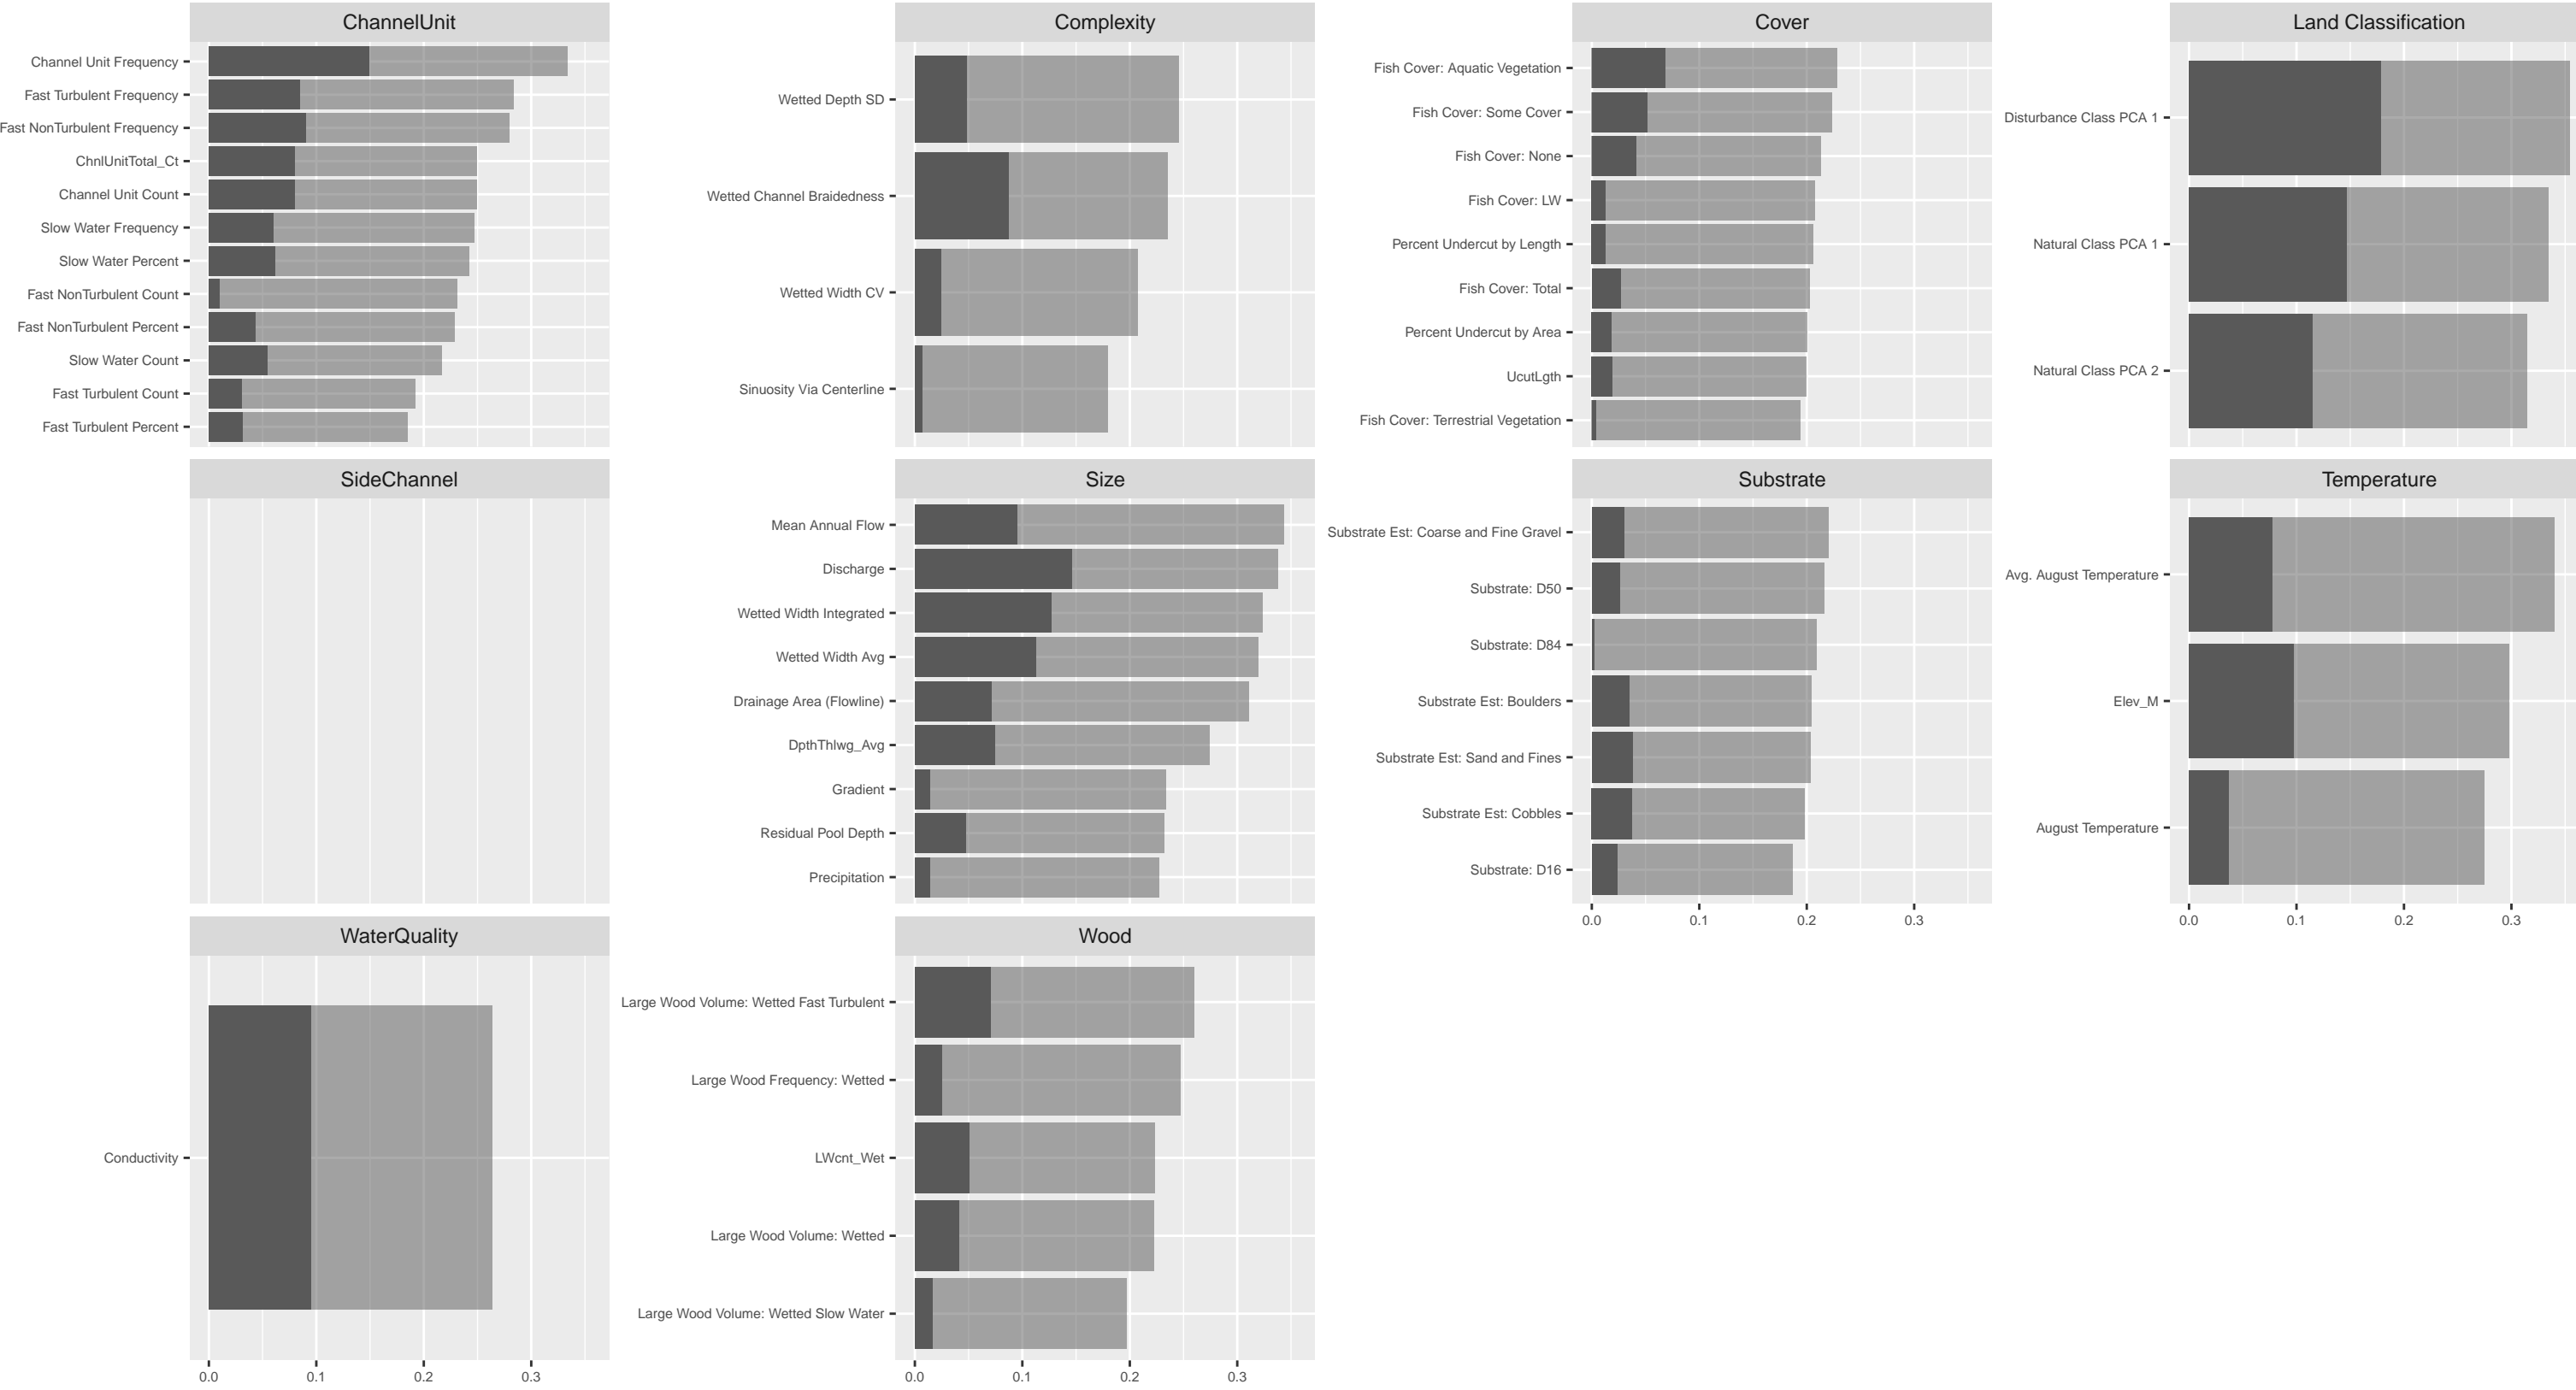 ChannelUnit
Channel Unit Frequency
Fast Turbulent Frequency
Fast NonTurbulent Frequency
ChnlUnitTotal_Ct
Channel Unit Count
Slow Water Frequency
Slow Water Percent
Fast NonTurbulent Count
Fast NonTurbulent Percent
Slow Water Count
Fast Turbulent Count
Fast Turbulent Percent
Complexity
Wetted Depth SD
Wetted Channel Braidedness
Wetted Width CV
Sinuosity Via Centerline
Cover
Fish Cover: Aquatic Vegetation
Fish Cover: Some Cover
Fish Cover: None
Fish Cover: LW
Percent Undercut by Length
Fish Cover: Total
Percent Undercut by Area
UcutLgth
Fish Cover: Terrestrial Vegetation
Land Classification
Disturbance Class PCA 1
Natural Class PCA 1
Natural Class PCA 2
SideChannel
Size
Mean Annual Flow
Discharge
Wetted Width Integrated
Wetted Width Avg
Drainage Area (Flowline)
DpthThlwg_Avg
Gradient
Residual Pool Depth
Precipitation
Substrate
Substrate Est: Coarse and Fine Gravel
Substrate: D50
Substrate: D84
Substrate Est: Boulders
Substrate Est: Sand and Fines
Substrate Est: Cobbles
Substrate: D16
0.0 0.1 0.2 0.3
Temperature
Avg. August Temperature
Elev_M
August Temperature
0.0 0.1 0.2 0.3
WaterQuality
Conductivity
0.0 0.1 0.2 0.3
Wood
Large Wood Volume: Wetted Fast Turbulent
Large Wood Frequency: Wetted
LWcnt_Wet
Large Wood Volume: Wetted
Large Wood Volume: Wetted Slow Water
0.0 0.1 0.2 0.3